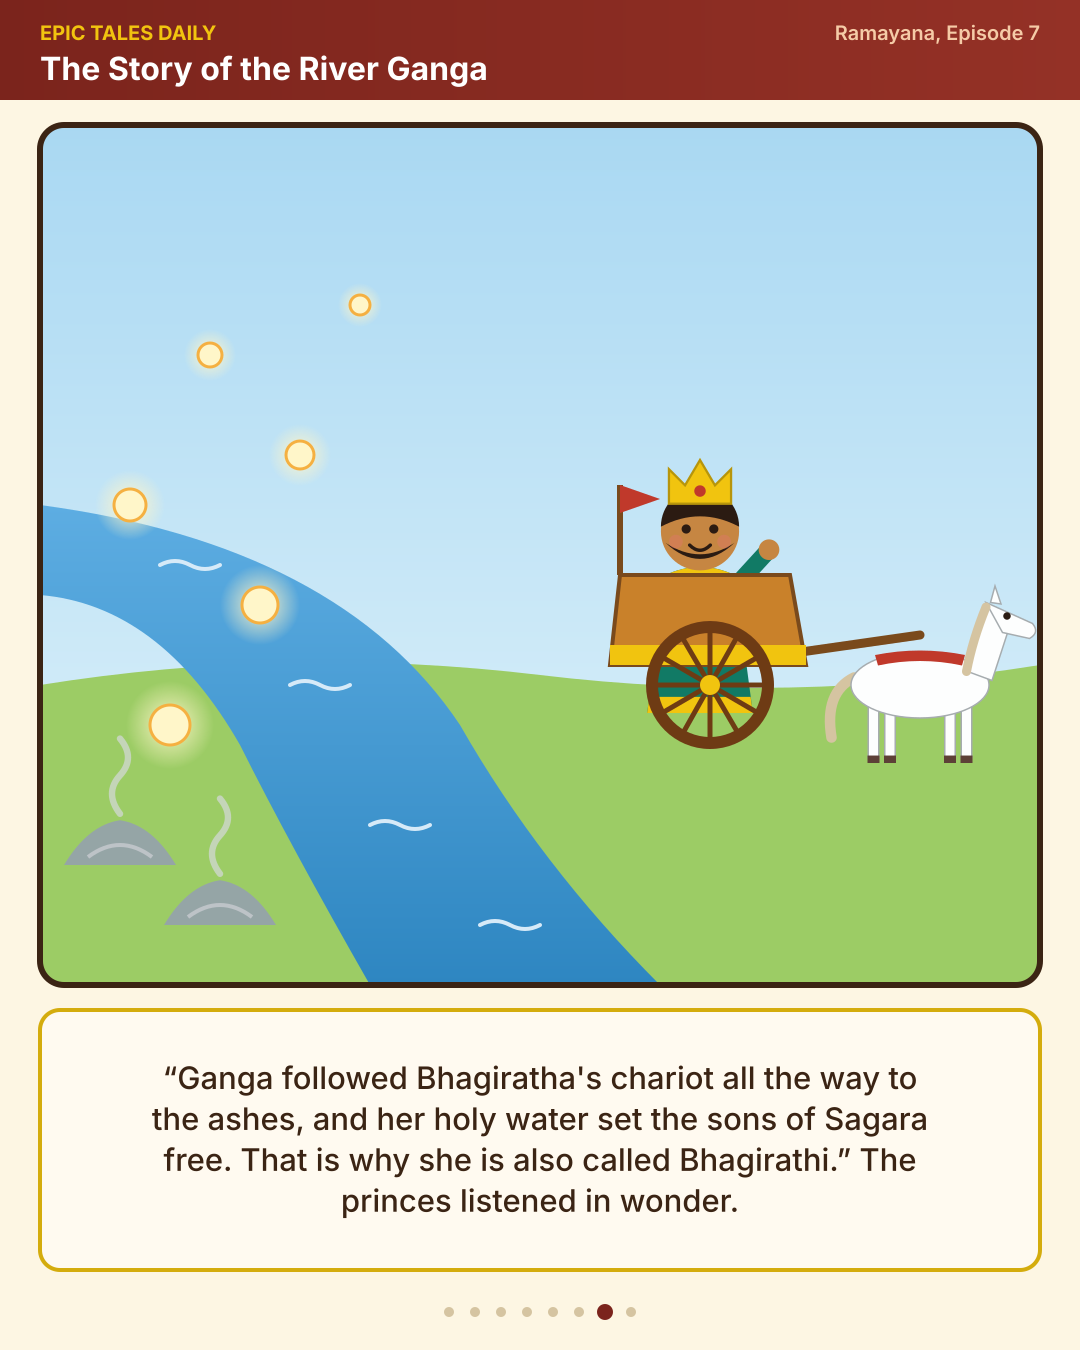 EPIC TALES DAILY
Ramayana, Episode 7
The Story of the River Ganga
“Ganga followed Bhagiratha's chariot all the way to
the ashes, and her holy water set the sons of Sagara
free. That is why she is also called Bhagirathi.” The
princes listened in wonder.